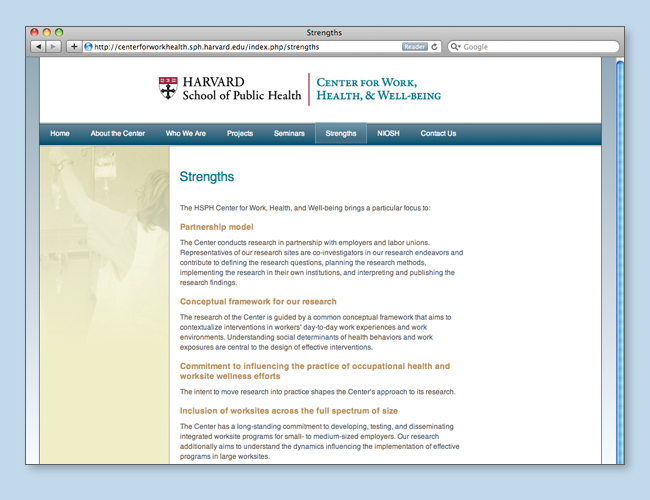 Strengths
http://centerforworkhealth.sph.harvard.edu/index.php/strengths
Reader
Google
HARVARD
School of Public Health
CENTER FOR WORK,
HEALTH, & WELL-BEING
Home About the Center Who We Are Projects Seminars Strengths NIOSH Contact Us
Strengths
The HSPH Center for Work, Health, and Well-being brings a particular focus to:
Partnership model
The Center conducts research in partnership with employers and labor unions.
Representatives of our research sites are co-investigators in our research endeavors and
contribute to defining the research questions, planning the research methods,
implementing the research in their own institutions, and interpreting and publishing the
research findings.
Conceptual framework for our research
The research of the Center is guided by a common conceptual framework that aims to
contextualize interventions in workers' day-to-day work experiences and work
environments. Understanding social determinants of health behaviors and work
exposures are central to the design of effective interventions.
Commitment to influencing the practice of occupational health and
worksite wellness efforts
The intent to move research into practice shapes the Center's approach to its research.
Inclusion of worksites across the full spectrum of size
The Center has a long-standing commitment to developing, testing, and disseminating
integrated worksite programs for small- to medium-sized employers. Our research
additionally aims to understand the dynamics influencing the implementation of effective
programs in large worksites.